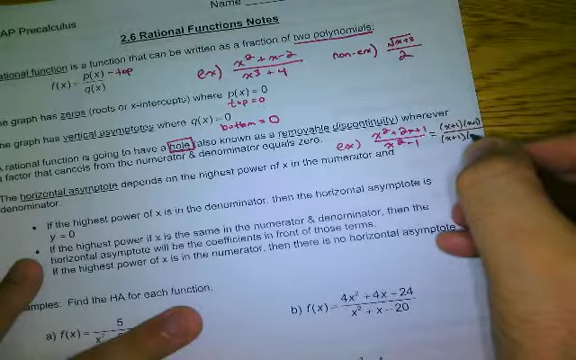 AP Precalculus
Name
2.6 Rational Functions Notes
ational function is a function that can be written as a fraction of two polynomials:
f(x) = p(x) - top / q(x)
ex) x² + x - 2 / x3 + 4
non-ex) √x+3 / 2
he graph has zeros (roots or x-intercepts) where p(x) = 0
top = 0
he graph has vertical asymptotes where q(x) = 0
bottom = 0
A rational function is going to have a hole (also known as a removable discontinuity) wherever
a factor that cancels from the numerator & denominator equals zero.
ex) x² + 2x + 1 / x² - 1 = (x+1)(x+1) / (x+1)
The horizontal asymptote depends on the highest power of x in the numerator and
denominator.
• If the highest power of x is in the denominator, then the horizontal asymptote is
y = 0
• If the highest power if x is the same in the numerator & denominator, then the
horizontal asymptote will be the coefficients in front of those terms.
If the highest power of x is in the numerator, then there is no horizontal asymptote
amples. Find the HA for each function.
a) f(x) = 5
b) f(x) = 4x² + 4x - 24 / x² + x - 20